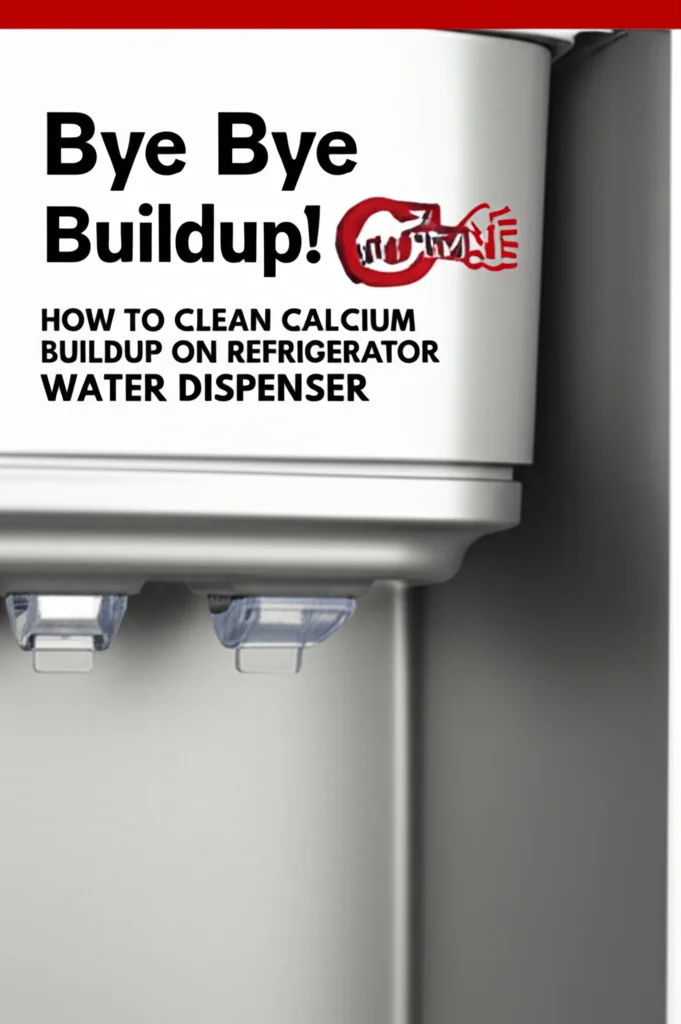 Bye Bye
Buildup!
HOW TO CLEAN CALCIUM
BUILDUP ON REFRIGERATOR
WATER DISPENSER